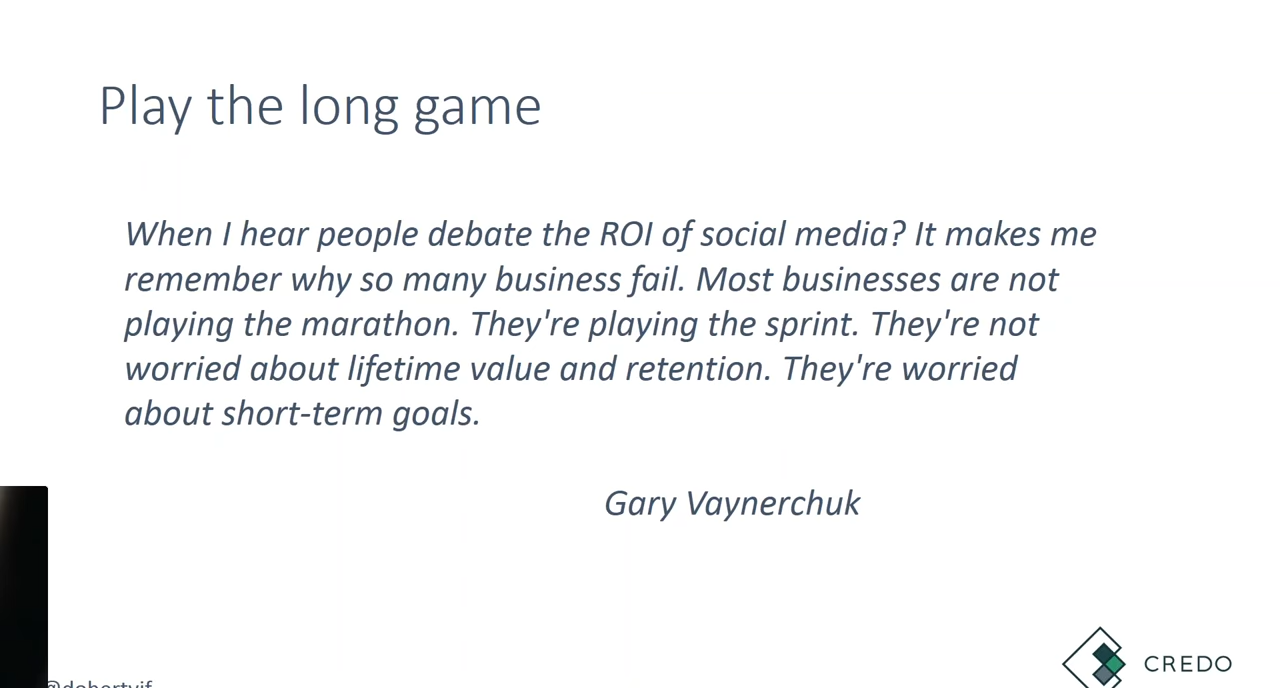 Play the long game
When I hear people debate the ROI of social media? It makes me
remember why so many business fail. Most businesses are not
playing the marathon. They're playing the sprint. They're not
worried about lifetime value and retention. They're worried
about short-term goals.
Gary Vaynerchuk
CREDO